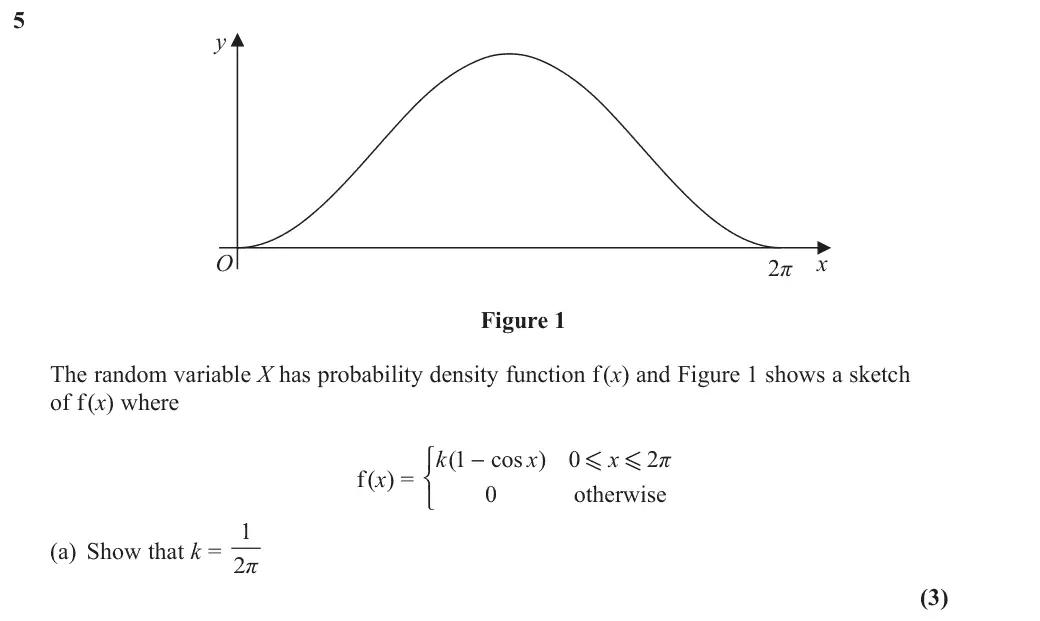 5
y
O
2π x
Figure 1
The random variable X has probability density function f(x) and Figure 1 shows a sketch
of f(x) where
f(x) = { k(1 − cos x) 0 ⩽ x ⩽ 2π
0 otherwise
(a) Show that k = 1/2π
(3)